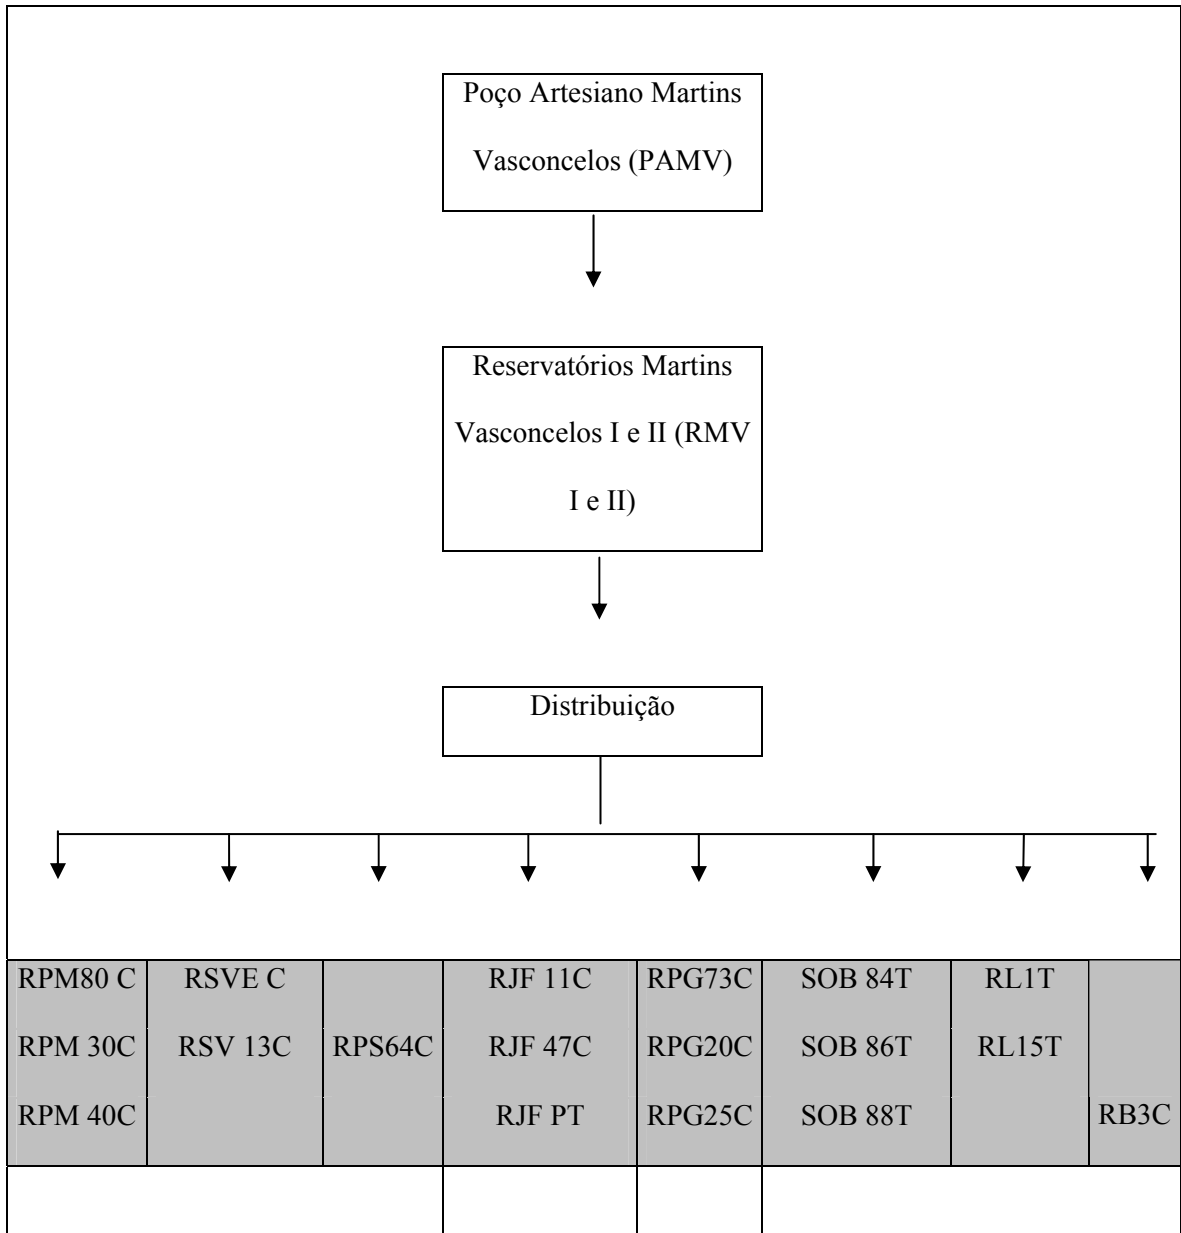 Poço Artesiano Martins
Vasconcelos (PAMV)
Reservatórios Martins
Vasconcelos I e II (RMV
I e II)
Distribuição
RPM80 C RSVE C RJF 11C RPG73C SOB 84T RL1T
RPM 30C RSV 13C RPS64C RJF 47C RPG20C SOB 86T RL15T
RPM 40C RJF PT RPG25C SOB 88T RB3C